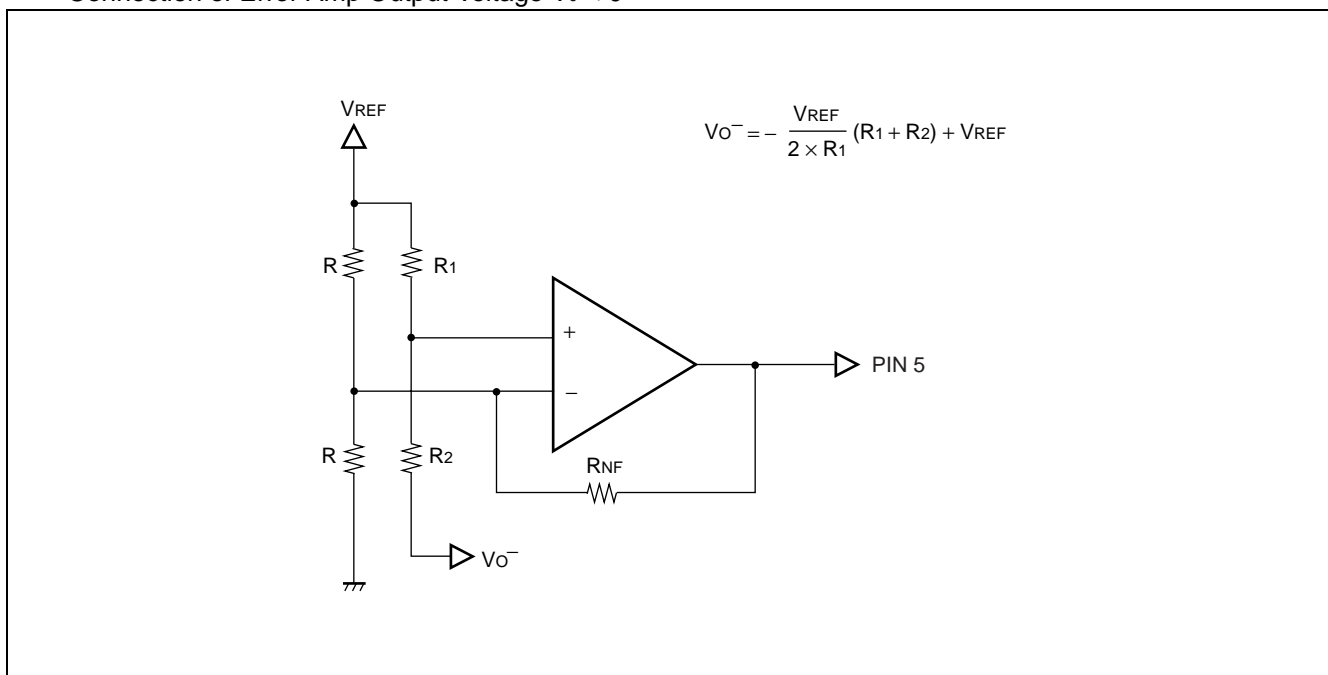 VREF
VO− = − VREF / 2 × R1 (R1 + R2) + VREF
R
R1
+
PIN 5
−
R
R2
RNF
VO−